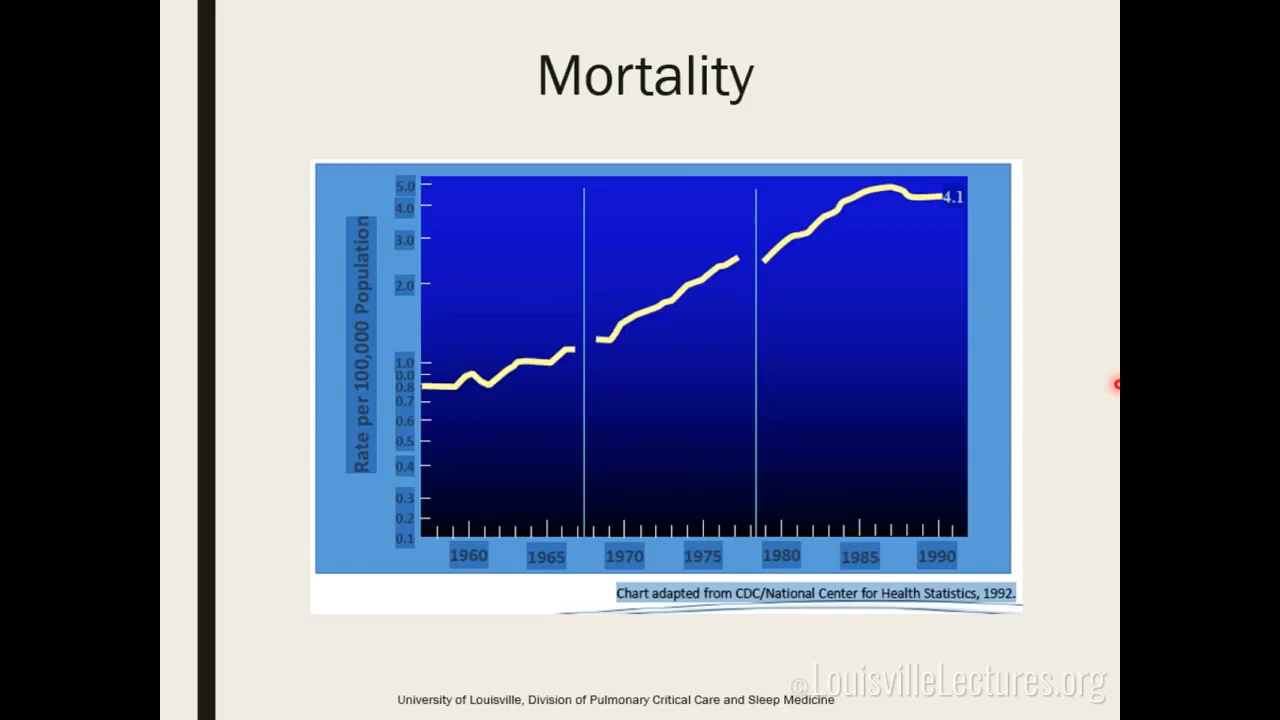 Mortality
5.0
4.0
3.0
2.0
1.0
0.0
0.8
0.7
0.6
0.5
0.4
0.3
0.2
0.1
Rate per 100,000 Population
4.1
1960 1965 1970 1975 1980 1985 1990
Chart adapted from CDC/National Center for Health Statistics, 1992.
©LouisvilleLectures.org
University of Louisville, Division of Pulmonary Critical Care and Sleep Medicine